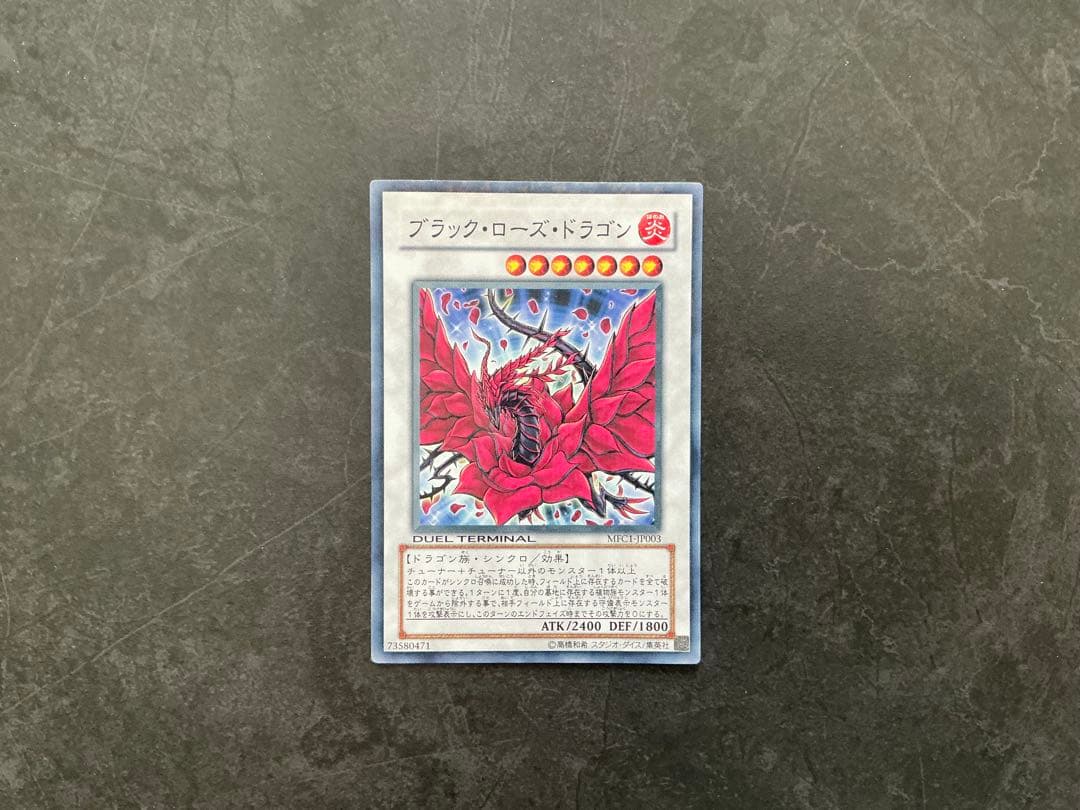 ブラック・ローズ・ドラゴン
炎
DUEL TERMINAL
MFC1-JP003
【ドラゴン族・シンクロ／効果】
チューナー＋チューナー以外のモンスター１体以上
このカードがシンクロ召喚に成功した時、フィールド上に存在するカードを全て破
壊する事ができる。１ターンに１度、自分の墓地に存在する植物族モンスター１体
をゲームから除外する事で、相手フィールド上に存在する守備表示モンスター
１体を攻撃表示にし、このターンのエンドフェイズ時までその攻撃力を０にする。
ATK/2400 DEF/1800
73580471
©高橋和希 スタジオ・ダイス/集英社